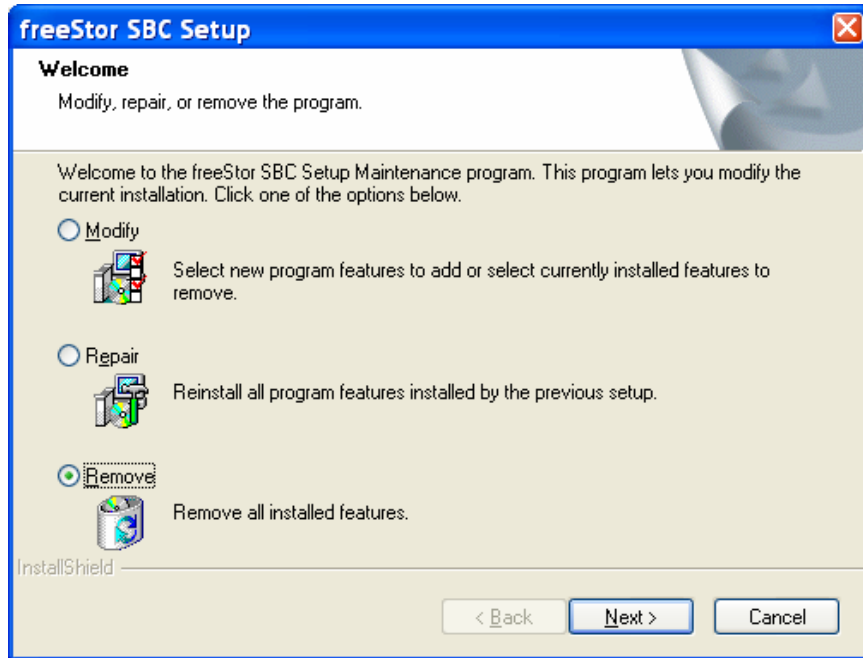 freeStor SBC Setup
Welcome
Modify, repair, or remove the program.
Welcome to the freeStor SBC Setup Maintenance program. This program lets you modify the
current installation. Click one of the options below.
Modify
Select new program features to add or select currently installed features to
remove.
Repair
Reinstall all program features installed by the previous setup.
Remove
Remove all installed features.
InstallShield
< Back
Next >
Cancel